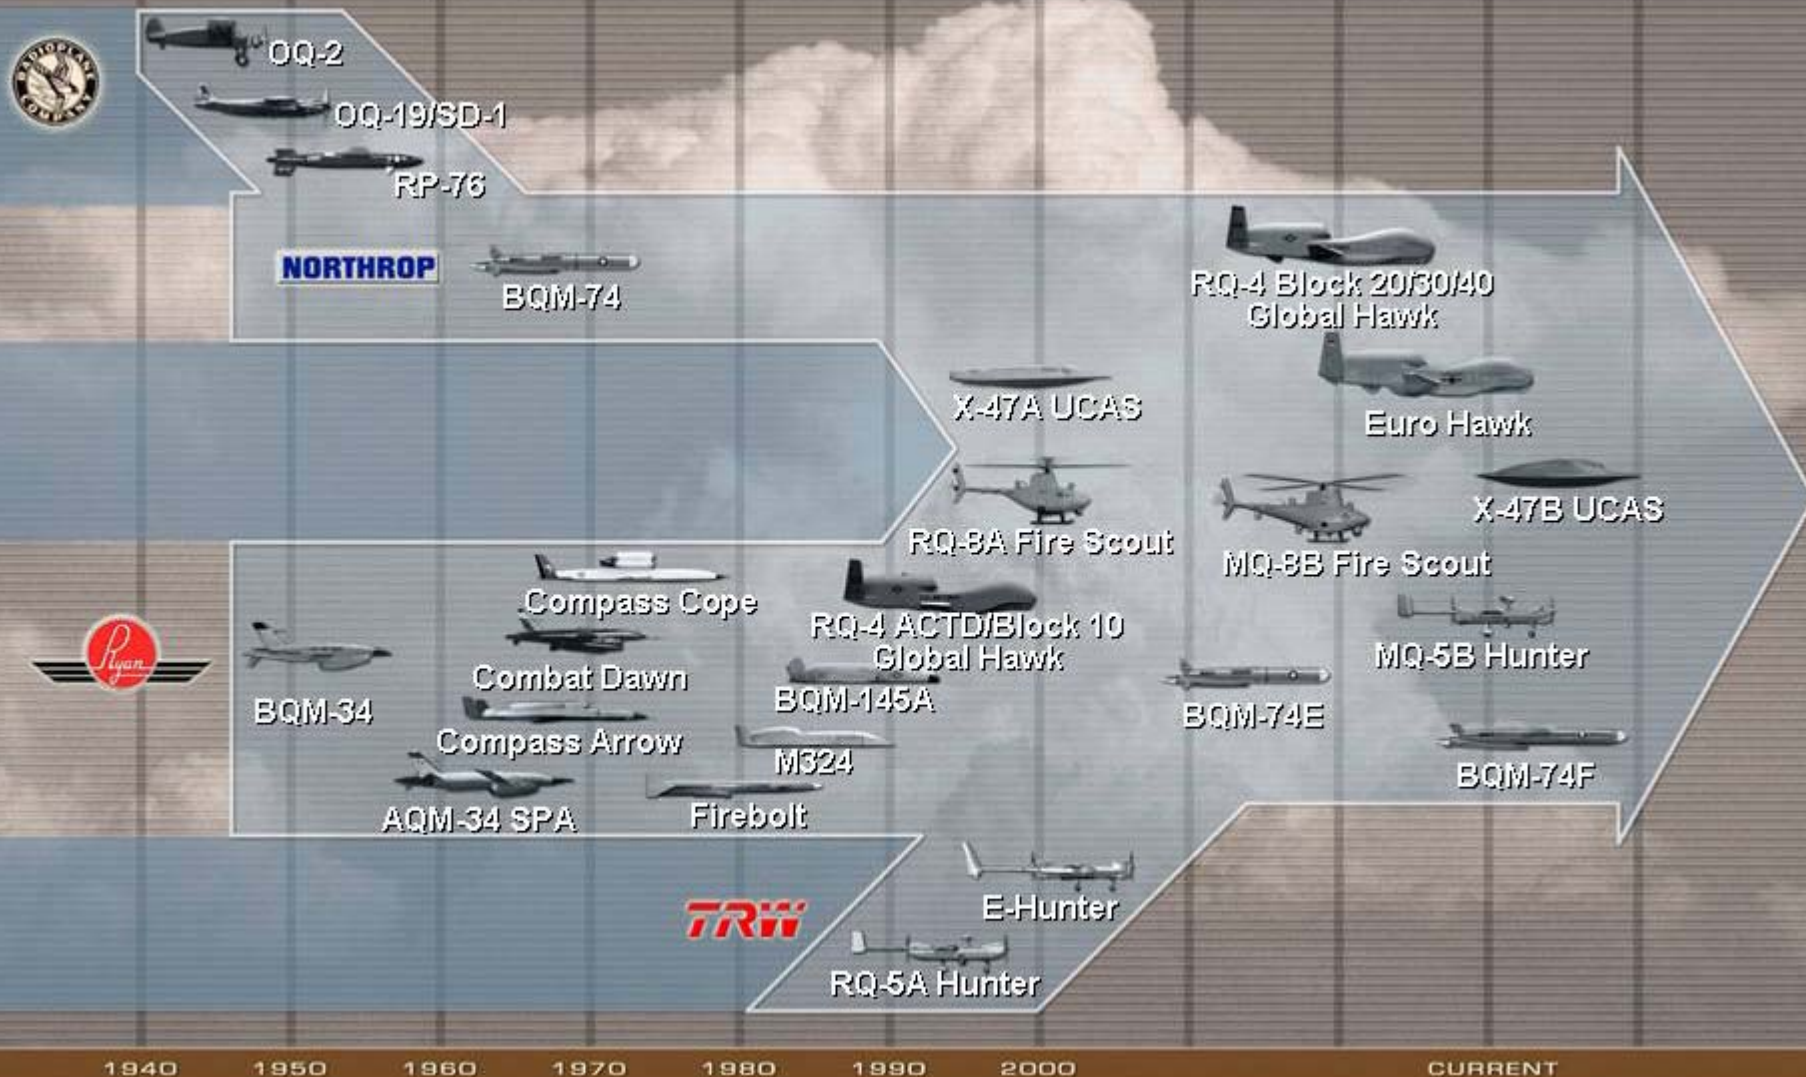 RADIOPLANE COMPANY
OQ-2
OQ-19/SD-1
RP-76
NORTHROP
BQM-74
RQ-4 Block 20/30/40
Global Hawk
X-47A UCAS
Euro Hawk
RQ-8A Fire Scout
X-47B UCAS
MQ-8B Fire Scout
Compass Cope
RQ-4 ACTD/Block 10
Global Hawk
Ryan
Combat Dawn
MQ-5B Hunter
BQM-34
BQM-145A
BQM-74E
Compass Arrow
M324
BQM-74F
AQM-34 SPA
Firebolt
TRW
E-Hunter
RQ-5A Hunter
1940 1950 1960 1970 1980 1990 2000 CURRENT